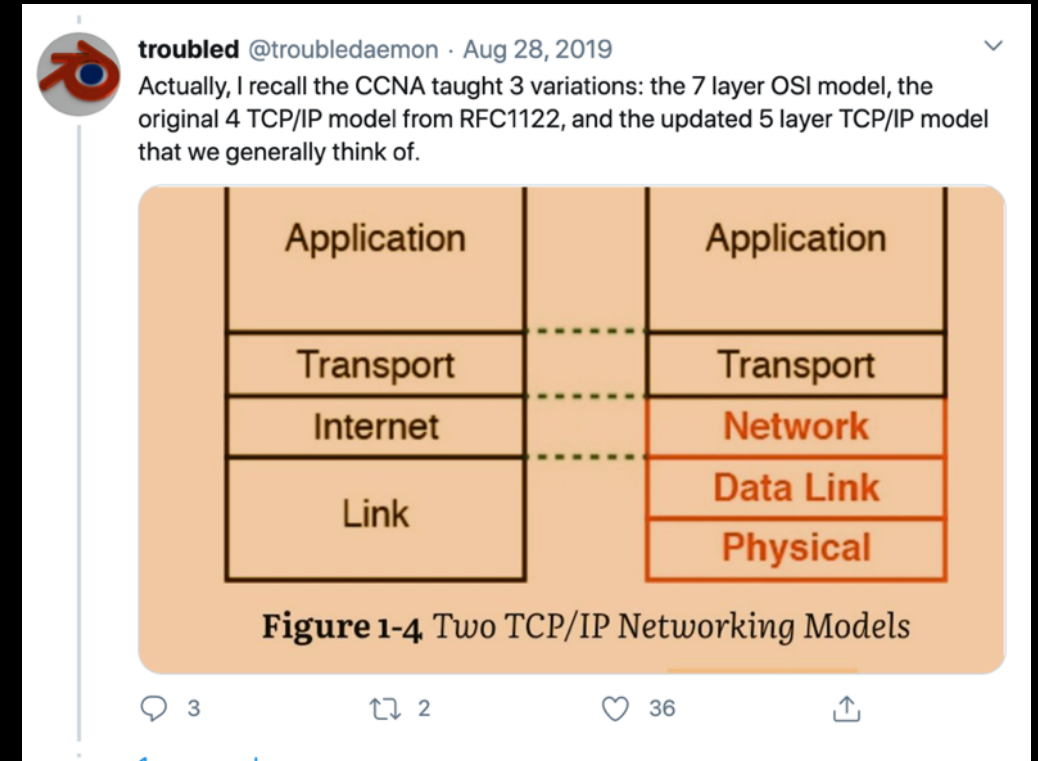 troubled @troubledaemon · Aug 28, 2019
Actually, I recall the CCNA taught 3 variations: the 7 layer OSI model, the
original 4 TCP/IP model from RFC1122, and the updated 5 layer TCP/IP model
that we generally think of.
Application
Transport
Internet
Link
Application
Transport
Network
Data Link
Physical
Figure 1-4 Two TCP/IP Networking Models
3
2
36